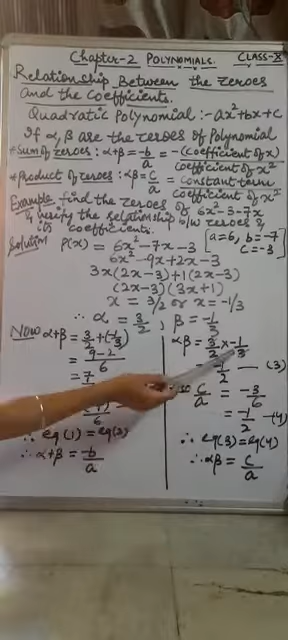 Chapter-2 POLYNOMIALS. CLASS-X
Relationship Between the zeroes
and the Coefficients.
Quadratic Polynomial :- ax²+bx+c
If α,β are the zeroes of Polynomial
*Sum of zeroes : α+β = -b/a = -(coefficient of x)/coefficient of x²
*Product of zeroes : αβ = c/a = constant term/coefficient of x²
Example find the zeroes of 6x²-3-7x
& verify the relationship b/w zeroes &
its coefficients.
Solution P(x) = 6x²-7x-3 [a=6, b=-7
c=-3]
6x²-9x+2x-3
3x(2x-3)+1(2x-3)
(2x-3)(3x+1)
x = 3/2 or x = -1/3
∴ α = 3/2 , β = -1/3
Now α+β = 3/2+(-1/3)
= 9-2/6
= 7
6
∴ eq(1) = eq(2)
∴ α+β = -b/a
αβ = 3/2 × -1/3
-1/2 — (3)
c/a = -3/6
= -1/2 — (4)
∴ eq(3) = eq(4)
∴ αβ = c/a